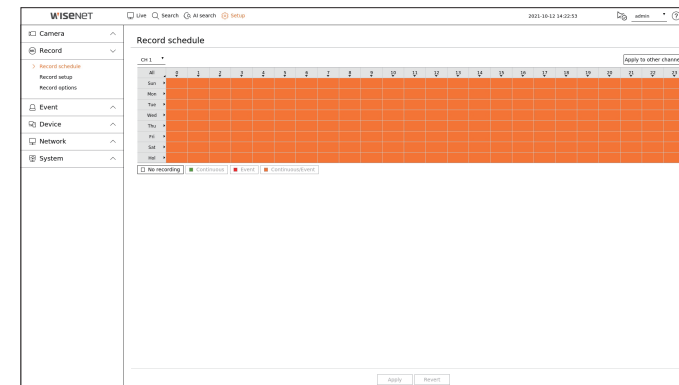 WISENET
Live Search AI search Setup 2021-10-12 14:22:53 admin ?
Camera
Record
> Record schedule
Record setup
Record options
Event
Device
Network
System
Record schedule
CH 1 Apply to other channe
All 0 1 2 3 4 5 6 7 8 9 10 11 12 13 14 15 16 17 18 19 20 21 22 23
Sun
Mon
Tue
Wed
Thu
Fri
Sat
Hol
No recording Continuous Event Continuous/Event
Apply Revert